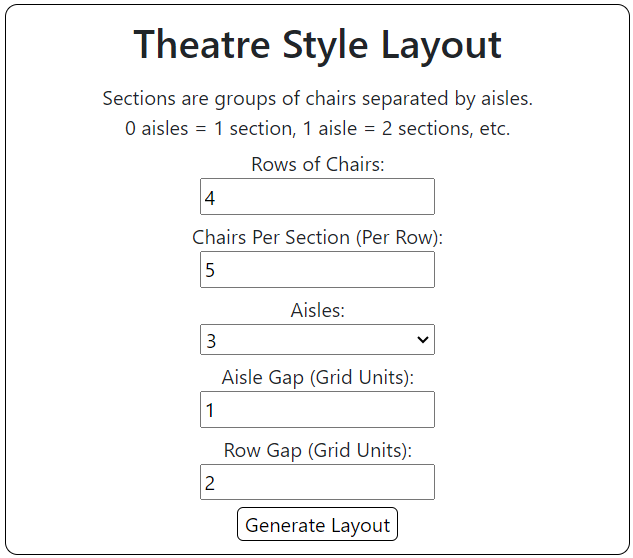 Theatre Style Layout
Sections are groups of chairs separated by aisles.
0 aisles = 1 section, 1 aisle = 2 sections, etc.
Rows of Chairs:
4
Chairs Per Section (Per Row):
5
Aisles:
3
Aisle Gap (Grid Units):
1
Row Gap (Grid Units):
2
Generate Layout